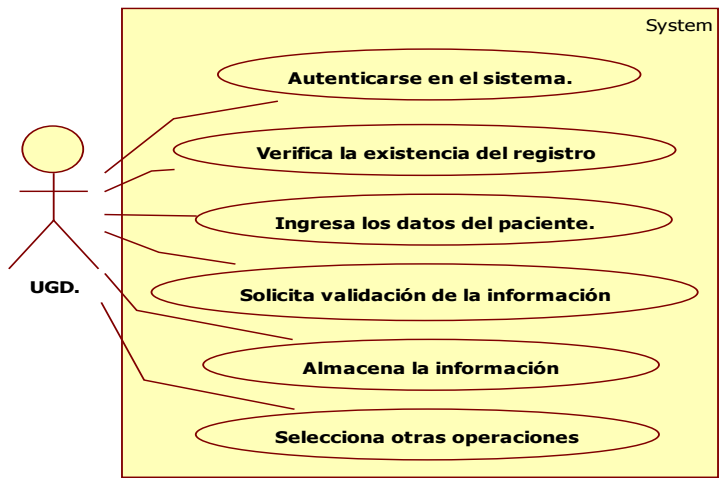 System
Autenticarse en el sistema.
Verifica la existencia del registro
Ingresa los datos del paciente.
UGD.
Solicita validación de la información
Almacena la información
Selecciona otras operaciones